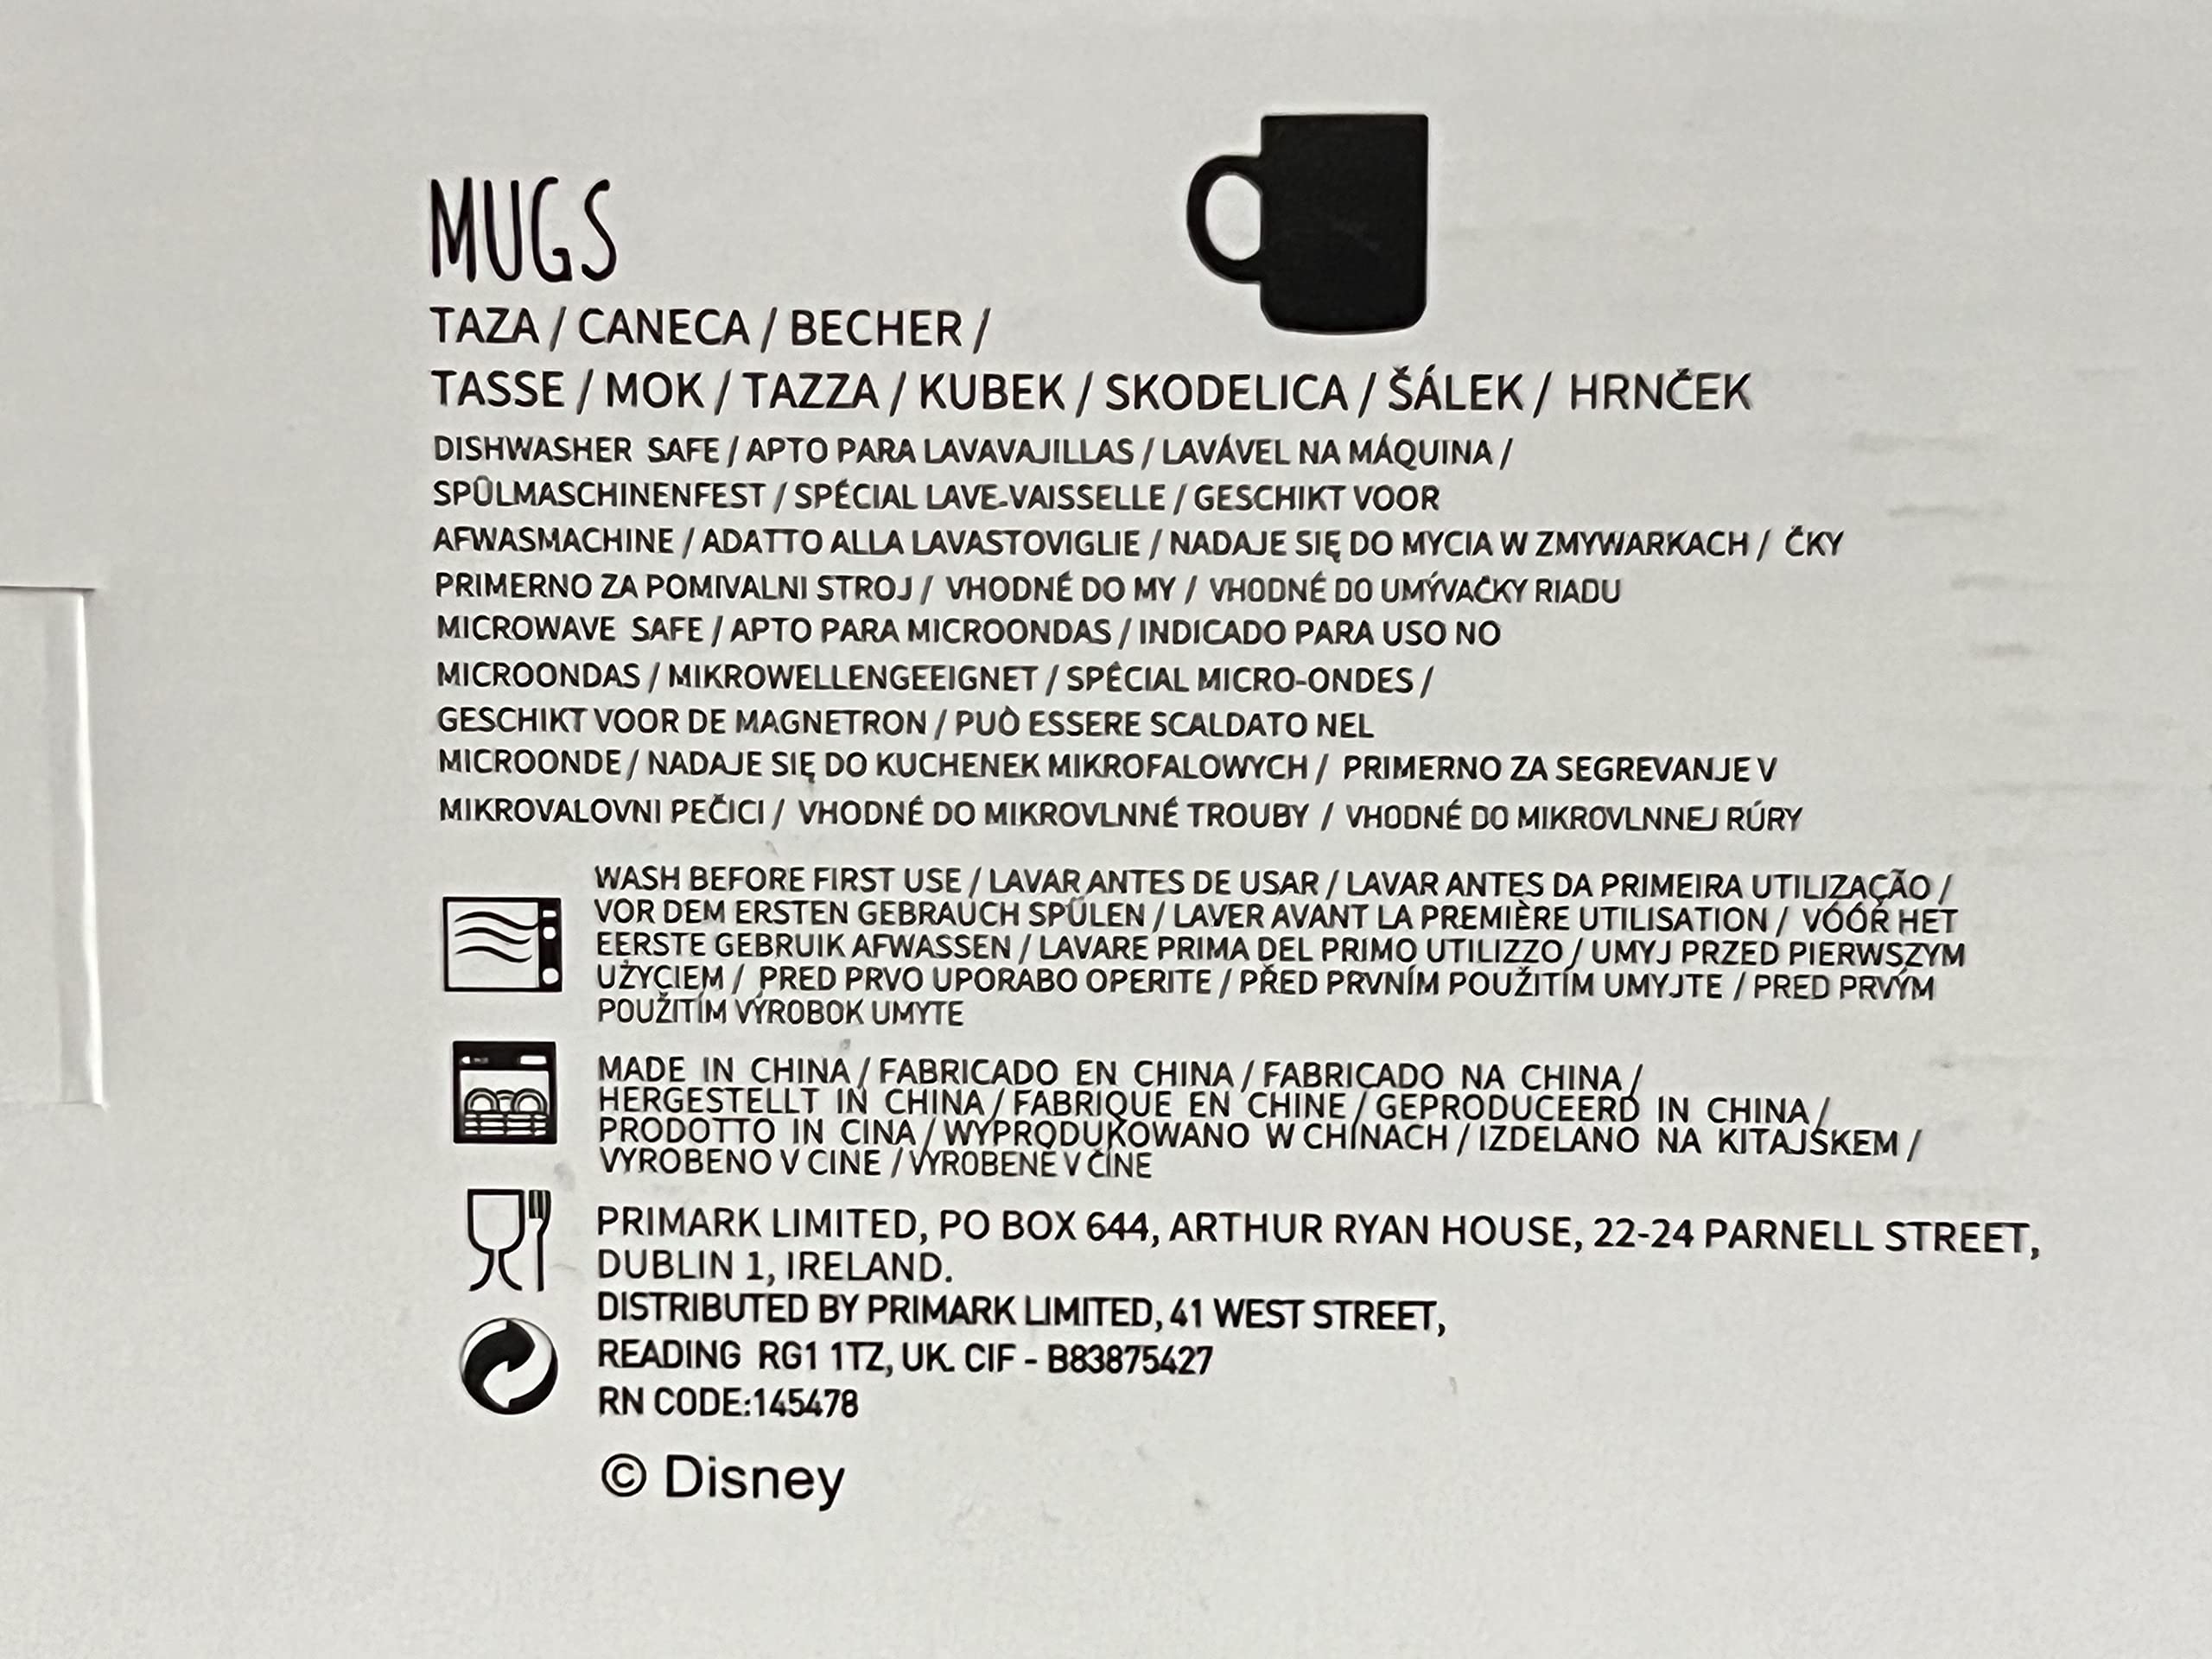 MUGS
TAZA / CANECA / BECHER /
TASSE / MOK / TAZZA / KUBEK / SKODELICA / ŠÁLEK / HRNČEK
DISHWASHER SAFE / APTO PARA LAVAVAJILLAS / LAVÁVEL NA MÁQUINA /
SPÜLMASCHINENFEST / SPÉCIAL LAVE-VAISSELLE / GESCHIKT VOOR
AFWASMACHINE / ADATTO ALLA LAVASTOVIGLIE / NADAJE SIĘ DO MYCIA W ZMYWARKACH / ČKY
PRIMERNO ZA POMIVALNI STROJ / VHODNÉ DO MY / VHODNÉ DO UMÝVAČKY RIADU
MICROWAVE SAFE / APTO PARA MICROONDAS / INDICADO PARA USO NO
MICROONDAS / MIKROWELLENGEEIGNET / SPÉCIAL MICRO-ONDES /
GESCHIKT VOOR DE MAGNETRON / PUÒ ESSERE SCALDATO NEL
MICROONDE / NADAJE SIĘ DO KUCHENEK MIKROFALOWYCH / PRIMERNO ZA SEGREVANJE V
MIKROVALOVNI PEČICI / VHODNÉ DO MIKROVLNNÉ TROUBY / VHODNÉ DO MIKROVLNNEJ RÚRY
WASH BEFORE FIRST USE / LAVAR ANTES DE USAR / LAVAR ANTES DA PRIMEIRA UTILIZAÇÃO /
VOR DEM ERSTEN GEBRAUCH SPÜLEN / LAVER AVANT LA PREMIÈRE UTILISATION / VÓÓR HET
EERSTE GEBRUIK AFWASSEN / LAVARE PRIMA DEL PRIMO UTILIZZO / UMYJ PRZED PIERWSZYM
UŻYCIEM / PRED PRVO UPORABO OPERITE / PŘED PRVNÍM POUŽITÍM UMYJTE / PRED PRVÝM
POUŽITÍM VÝROBOK UMYTE
MADE IN CHINA / FABRICADO EN CHINA / FABRICADO NA CHINA /
HERGESTELLT IN CHINA / FABRIQUE EN CHINE / GEPRODUCEERD IN CHINA /
PRODOTTO IN CINA / WYPRODUKOWANO W CHINACH / IZDELANO NA KITAJSKEM /
VYROBENO V CINE / VYROBENE V ČÍNE
PRIMARK LIMITED, PO BOX 644, ARTHUR RYAN HOUSE, 22-24 PARNELL STREET,
DUBLIN 1, IRELAND.
DISTRIBUTED BY PRIMARK LIMITED, 41 WEST STREET,
READING RG1 1TZ, UK. CIF - B83875427
RN CODE:145478
© Disney